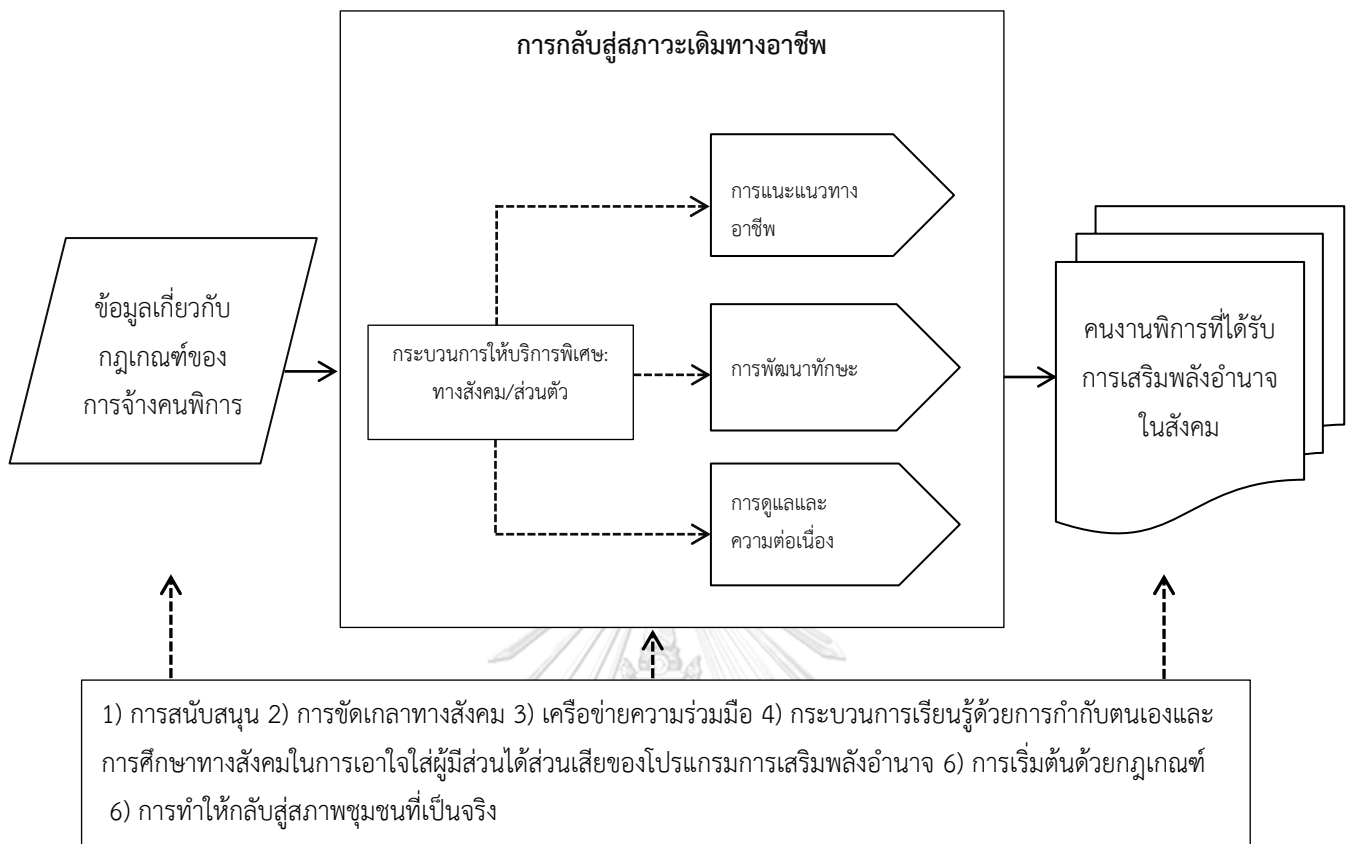 การกลับสู่สภาวะเดิมทางอาชีพ
ข้อมูลเกี่ยวกับ
กฎเกณฑ์ของ
การจ้างคนพิการ
กระบวนการให้บริการพิเศษ:
ทางสังคม/ส่วนตัว
การแนะแนวทาง
อาชีพ
การพัฒนาทักษะ
การดูแลและ
ความต่อเนื่อง
คนงานพิการที่ได้รับ
การเสริมพลังอำนาจ
ในสังคม
1) การสนับสนุน 2) การขัดเกลาทางสังคม 3) เครือข่ายความร่วมมือ 4) กระบวนการเรียนรู้ด้วยการกำกับตนเองและ
การศึกษาทางสังคมในการเอาใจใส่ผู้มีส่วนได้ส่วนเสียของโปรแกรมการเสริมพลังอำนาจ 6) การเริ่มต้นด้วยกฎเกณฑ์
6) การทำให้กลับสู่สภาพชุมชนที่เป็นจริง